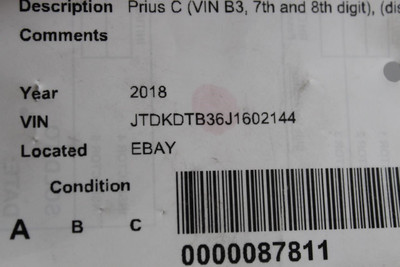 Description Prius C (VIN B3, 7th and 8th digit), (dis
Comments
Year 2018
VIN JTDKDTB36J1602144
Located EBAY
Condition
A B C
0000087811